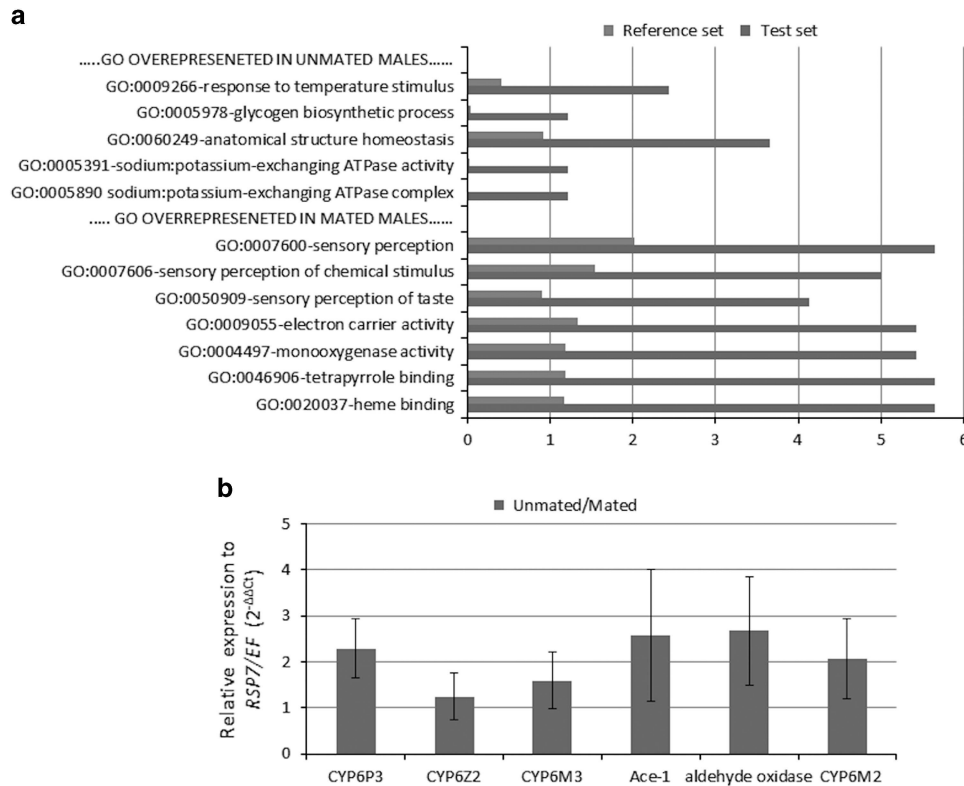 a
Reference set Test set
.....GO OVEREPRESENETED IN UNMATED MALES......
GO:0009266-response to temperature stimulus
GO:0005978-glycogen biosynthetic process
GO:0060249-anatomical structure homeostasis
GO:0005391-sodium:potassium-exchanging ATPase activity
GO:0005890 sodium:potassium-exchanging ATPase complex
..... GO OVERREPRESENETED IN MATED MALES......
GO:0007600-sensory perception
GO:0007606-sensory perception of chemical stimulus
GO:0050909-sensory perception of taste
GO:0009055-electron carrier activity
GO:0004497-monooxygenase activity
GO:0046906-tetrapyrrole binding
GO:0020037-heme binding
0 1 2 3 4 5 6
b
Unmated/Mated
Relative expression to
RSP7/EF (2-ΔΔCt)
5
4
3
2
1
0
CYP6P3 CYP6Z2 CYP6M3 Ace-1 aldehyde oxidase CYP6M2